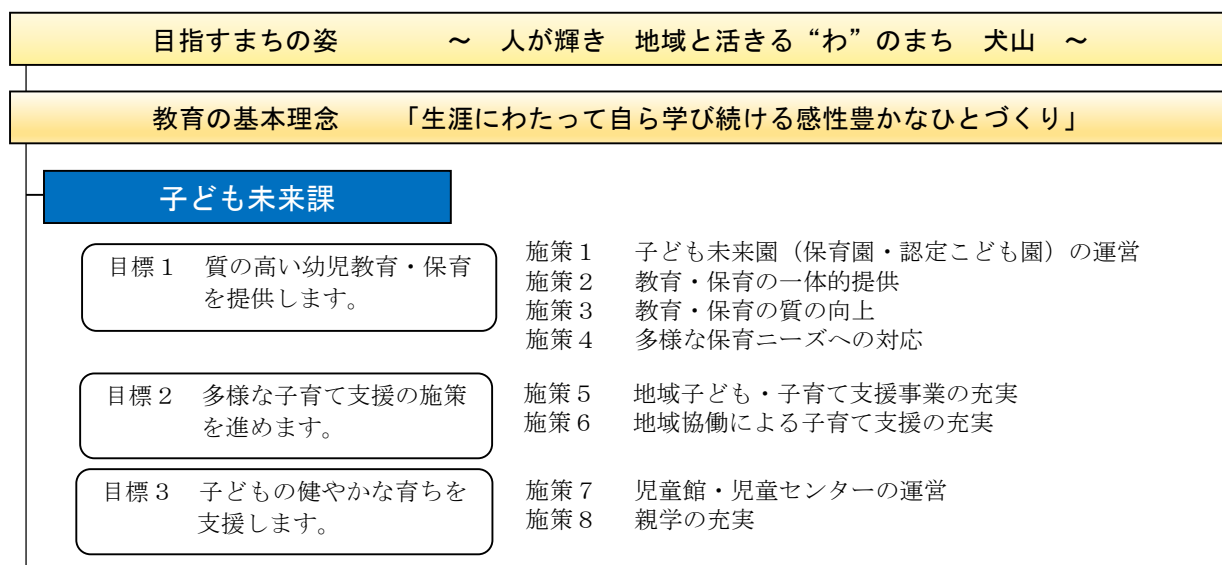 目指すまちの姿　　　～　人が輝き　地域と活きる“わ”のまち　犬山　～
教育の基本理念　　「生涯にわたって自ら学び続ける感性豊かなひとづくり」
子ども未来課
目標１　質の高い幼児教育・保育
を提供します。
施策１　子ども未来園（保育園・認定こども園）の運営
施策２　教育・保育の一体的提供
施策３　教育・保育の質の向上
施策４　多様な保育ニーズへの対応
目標２　多様な子育て支援の施策
を進めます。
施策５　地域子ども・子育て支援事業の充実
施策６　地域協働による子育て支援の充実
目標３　子どもの健やかな育ちを
支援します。
施策７　児童館・児童センターの運営
施策８　親学の充実